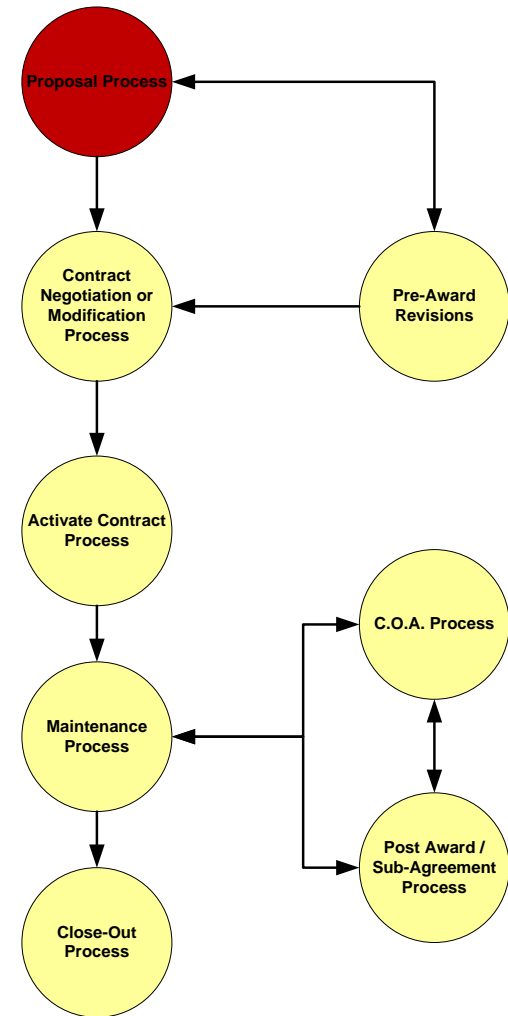 Proposal Process
Contract
Negotiation or
Modification
Process
Pre-Award
Revisions
Activate Contract
Process
C.O.A. Process
Maintenance
Process
Post Award /
Sub-Agreement
Process
Close-Out
Process